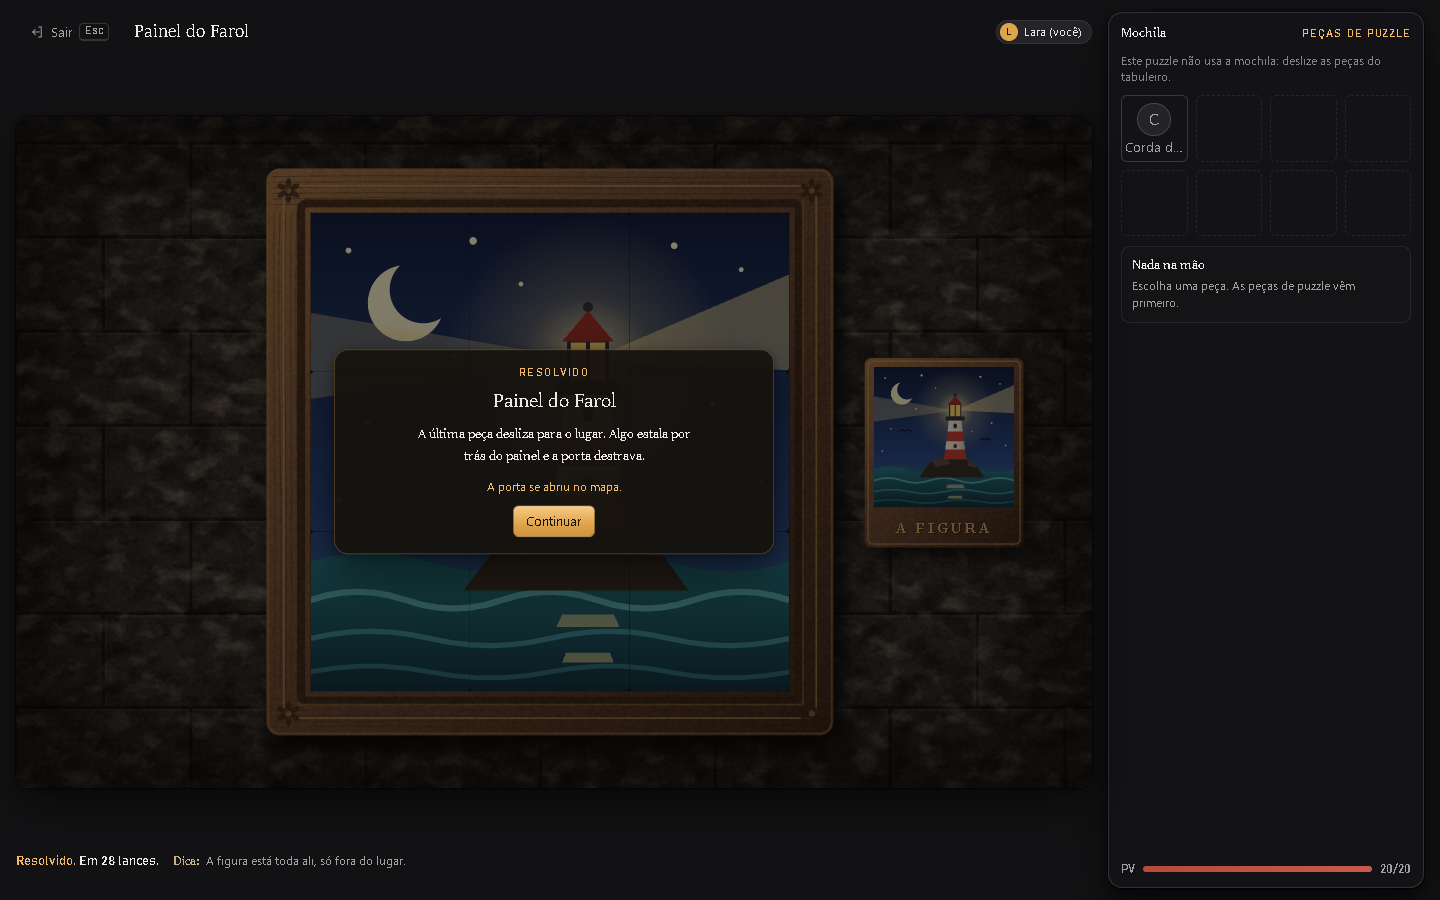 Sair Esc
Painel do Farol
L Lara (você)
Mochila
PEÇAS DE PUZZLE
Este puzzle não usa a mochila: deslize as peças do
tabuleiro.
C
Corda d...
Nada na mão
Escolha uma peça. As peças de puzzle vêm
primeiro.
RESOLVIDO
Painel do Farol
A última peça desliza para o lugar. Algo estala por
trás do painel e a porta destrava.
A porta se abriu no mapa.
Continuar
A FIGURA
Resolvido. Em 28 lances. Dica: A figura está toda ali, só fora do lugar.
PV 20/20